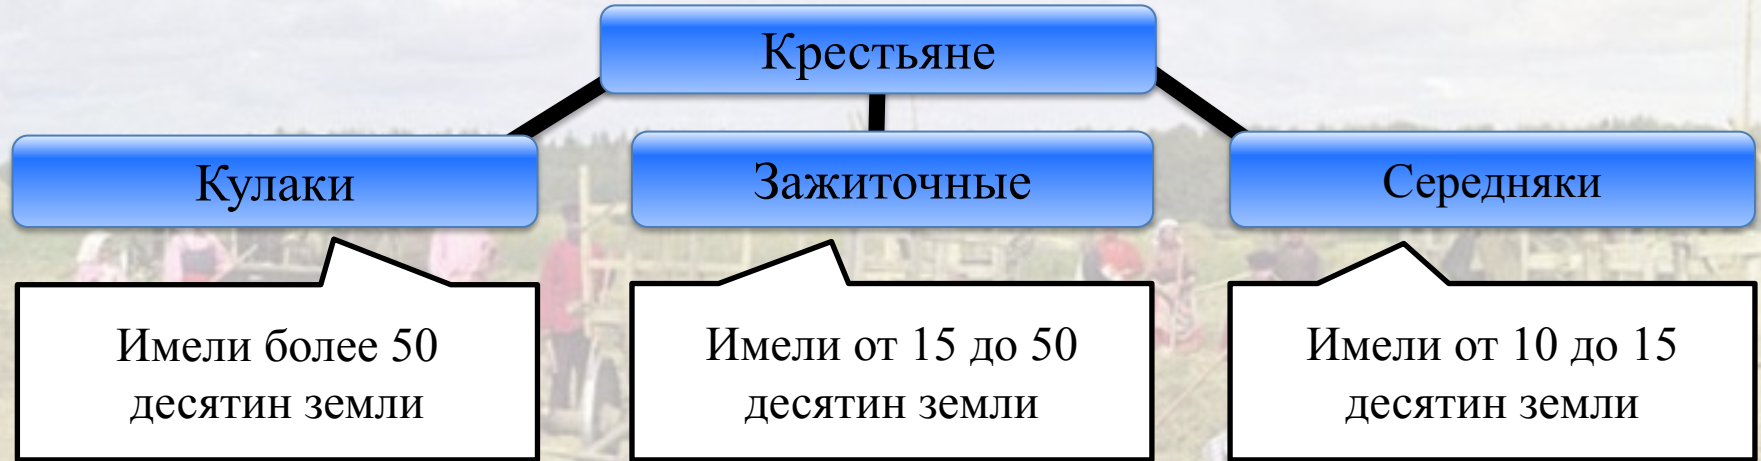 Крестьяне
Кулаки
Зажиточные
Середняки
Имели более 50
десятин земли
Имели от 15 до 50
десятин земли
Имели от 10 до 15
десятин земли